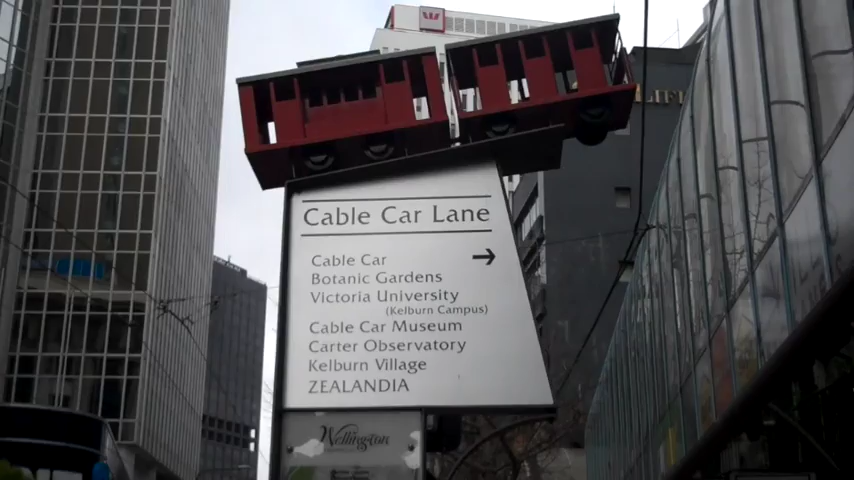 Cable Car Lane
Cable Car →
Botanic Gardens
Victoria University
(Kelburn Campus)
Cable Car Museum
Carter Observatory
Kelburn Village
ZEALANDIA
Wellington